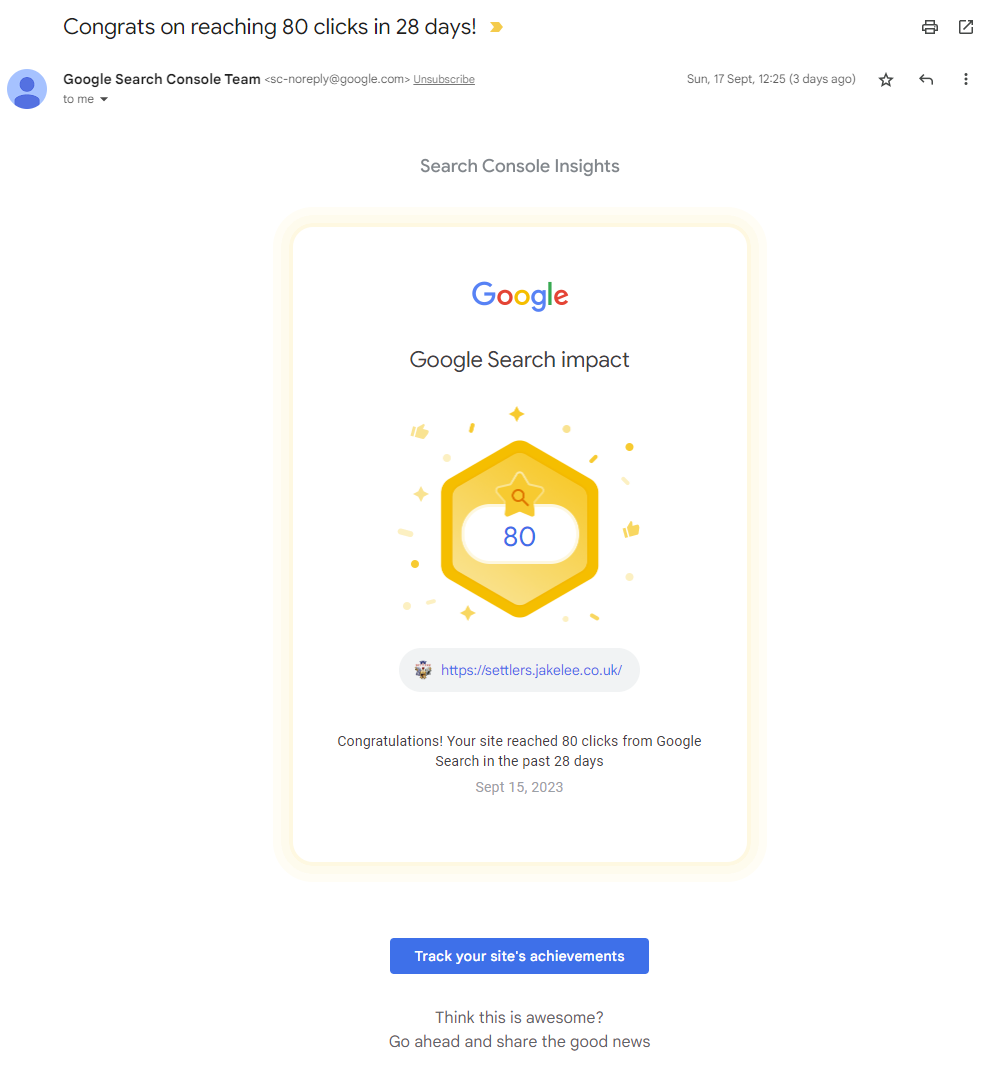 Congrats on reaching 80 clicks in 28 days!
Google Search Console Team <sc-noreply@google.com> Unsubscribe
Sun, 17 Sept, 12:25 (3 days ago)
to me
Search Console Insights
Google
Google Search impact
80
https://settlers.jakelee.co.uk/
Congratulations! Your site reached 80 clicks from Google
Search in the past 28 days
Sept 15, 2023
Track your site's achievements
Think this is awesome?
Go ahead and share the good news